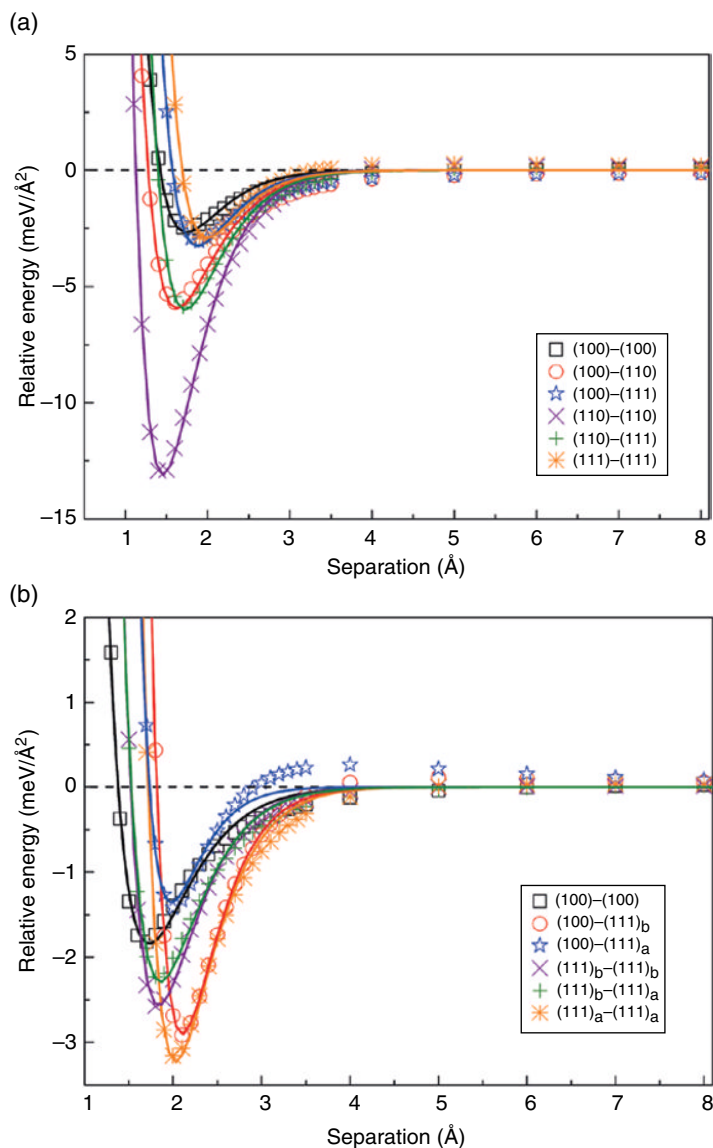 (a)
5
0
−5
−10
−15
Relative energy (meV/Å²)
(100)–(100)
(100)–(110)
(100)–(111)
(110)–(110)
(110)–(111)
(111)–(111)
1 2 3 4 5 6 7 8
Separation (Å)
(b)
2
1
0
−1
−2
−3
Relative energy (meV/Å²)
(100)–(100)
(100)–(111)b
(100)–(111)a
(111)b–(111)b
(111)b–(111)a
(111)a–(111)a
1 2 3 4 5 6 7 8
Separation (Å)